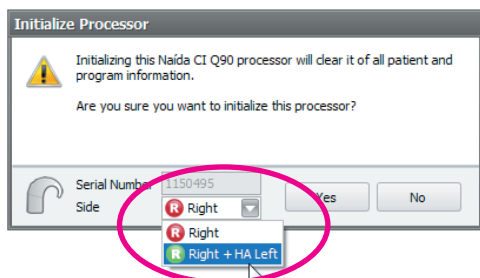 Initialize Processor
Initializing this Naída CI Q90 processor will clear it of all patient and
program information.
Are you sure you want to initialize this processor?
Serial Number 1150495
Side R Right Yes No
R Right
R Right + HA Left